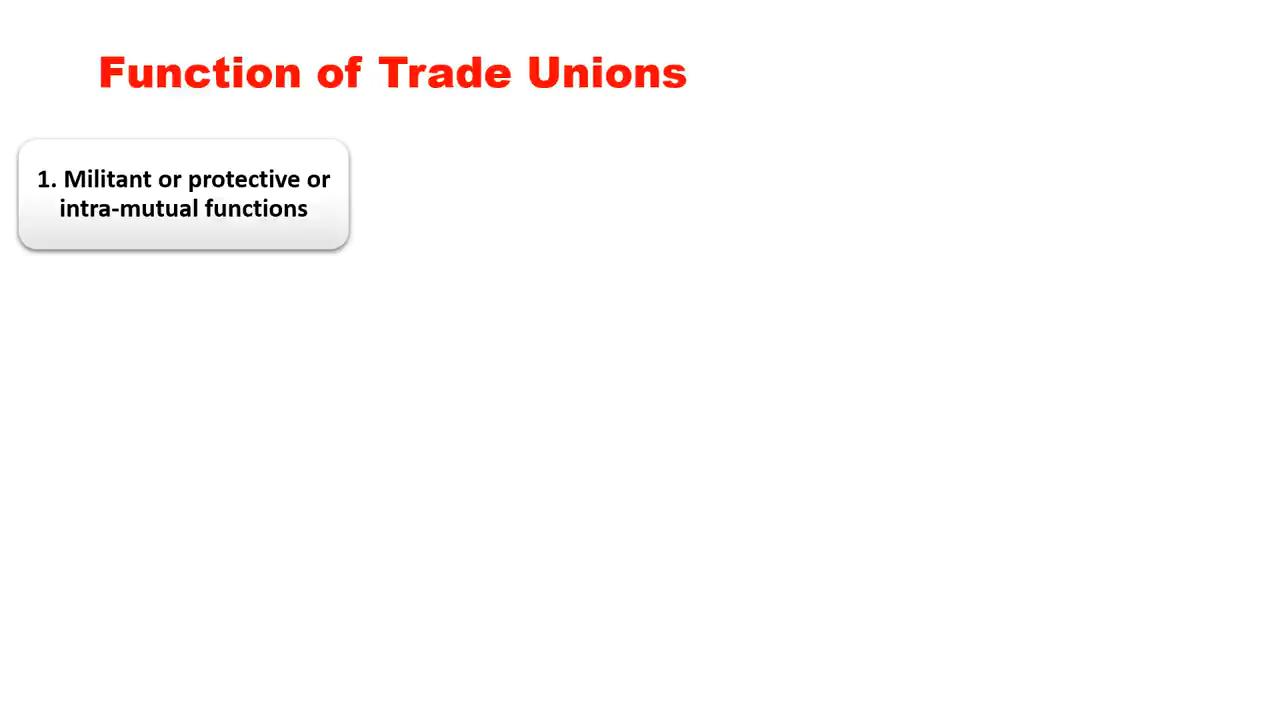 Function of Trade Unions
1. Militant or protective or
intra-mutual functions